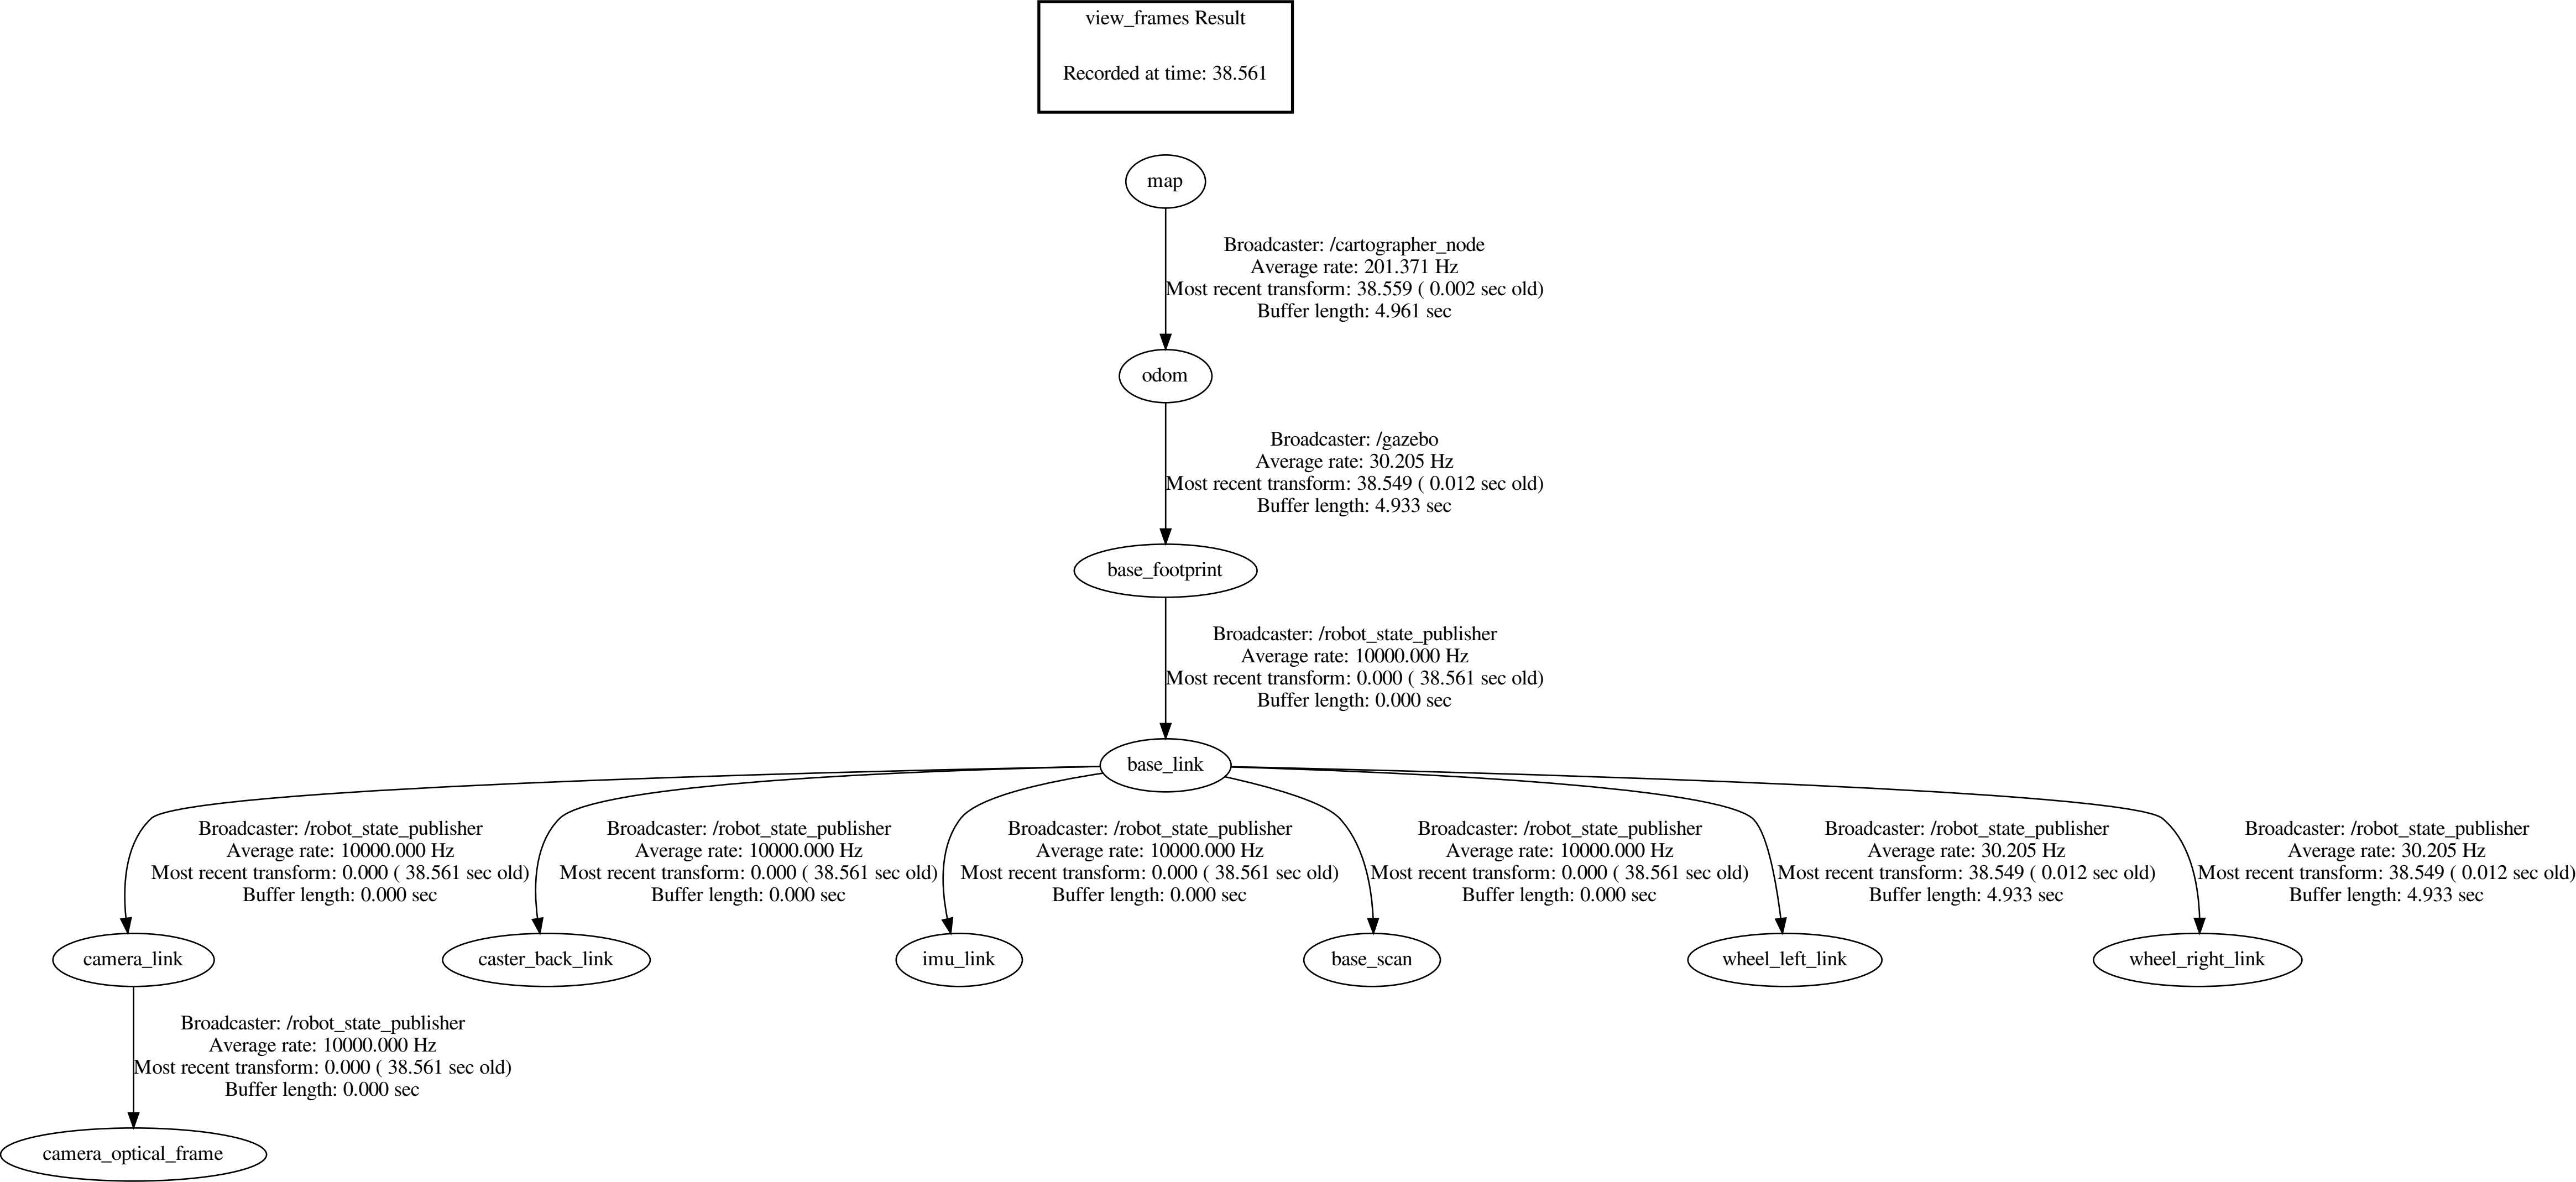 view_frames Result
Recorded at time: 38.561
map
Broadcaster: /cartographer_node
Average rate: 201.371 Hz
Most recent transform: 38.559 ( 0.002 sec old)
Buffer length: 4.961 sec
odom
Broadcaster: /gazebo
Average rate: 30.205 Hz
Most recent transform: 38.549 ( 0.012 sec old)
Buffer length: 4.933 sec
base_footprint
Broadcaster: /robot_state_publisher
Average rate: 10000.000 Hz
Most recent transform: 0.000 ( 38.561 sec old)
Buffer length: 0.000 sec
base_link
Broadcaster: /robot_state_publisher
Average rate: 10000.000 Hz
Most recent transform: 0.000 ( 38.561 sec old)
Buffer length: 0.000 sec
Broadcaster: /robot_state_publisher
Average rate: 10000.000 Hz
Most recent transform: 0.000 ( 38.561 sec old)
Buffer length: 0.000 sec
Broadcaster: /robot_state_publisher
Average rate: 10000.000 Hz
Most recent transform: 0.000 ( 38.561 sec old)
Buffer length: 0.000 sec
Broadcaster: /robot_state_publisher
Average rate: 10000.000 Hz
Most recent transform: 0.000 ( 38.561 sec old)
Buffer length: 0.000 sec
Broadcaster: /robot_state_publisher
Average rate: 30.205 Hz
Most recent transform: 38.549 ( 0.012 sec old)
Buffer length: 4.933 sec
Broadcaster: /robot_state_publisher
Average rate: 30.205 Hz
Most recent transform: 38.549 ( 0.012 sec old)
Buffer length: 4.933 sec
camera_link
caster_back_link
imu_link
base_scan
wheel_left_link
wheel_right_link
Broadcaster: /robot_state_publisher
Average rate: 10000.000 Hz
Most recent transform: 0.000 ( 38.561 sec old)
Buffer length: 0.000 sec
camera_optical_frame